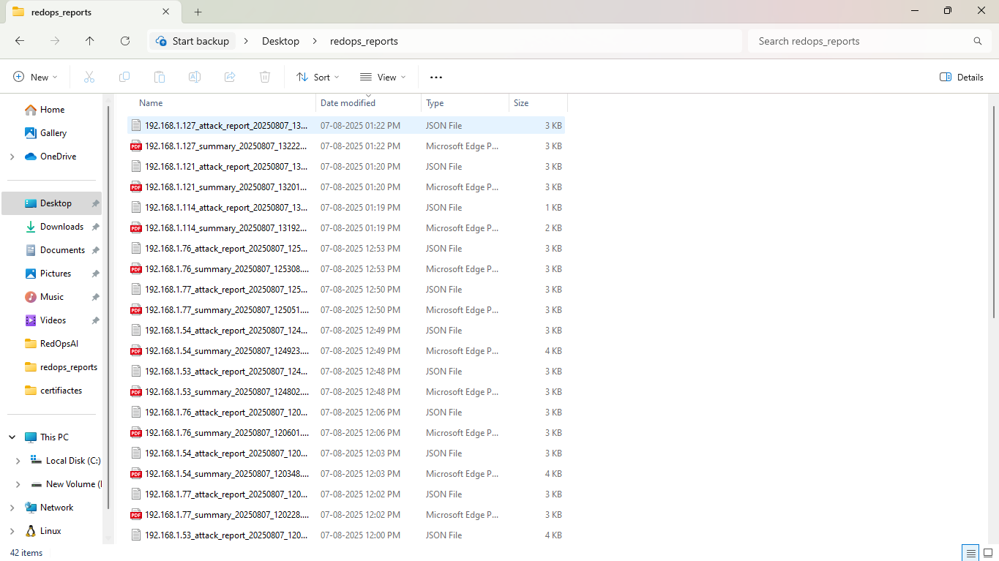 redops_reports
Start backup
Desktop
redops_reports
Search redops_reports
New
Sort
View
Details
Home
Gallery
OneDrive
Desktop
Downloads
Documents
Pictures
Music
Videos
RedOpsAI
redops_reports
certifiactes
This PC
Local Disk (C:)
New Volume (
Network
Linux
Name Date modified Type Size
192.168.1.127_attack_report_20250807_13... 07-08-2025 01:22 PM JSON File 3 KB
PDF 192.168.1.127_summary_20250807_13222... 07-08-2025 01:22 PM Microsoft Edge P... 3 KB
192.168.1.121_attack_report_20250807_13... 07-08-2025 01:20 PM JSON File 3 KB
PDF 192.168.1.121_summary_20250807_13201... 07-08-2025 01:20 PM Microsoft Edge P... 3 KB
192.168.1.114_attack_report_20250807_13... 07-08-2025 01:19 PM JSON File 1 KB
PDF 192.168.1.114_summary_20250807_13192... 07-08-2025 01:19 PM Microsoft Edge P... 2 KB
192.168.1.76_attack_report_20250807_125... 07-08-2025 12:53 PM JSON File 3 KB
PDF 192.168.1.76_summary_20250807_125308.... 07-08-2025 12:53 PM Microsoft Edge P... 3 KB
192.168.1.77_attack_report_20250807_125... 07-08-2025 12:50 PM JSON File 3 KB
PDF 192.168.1.77_summary_20250807_125051.... 07-08-2025 12:50 PM Microsoft Edge P... 3 KB
192.168.1.54_attack_report_20250807_124... 07-08-2025 12:49 PM JSON File 3 KB
PDF 192.168.1.54_summary_20250807_124923.... 07-08-2025 12:49 PM Microsoft Edge P... 4 KB
192.168.1.53_attack_report_20250807_124... 07-08-2025 12:48 PM JSON File 3 KB
PDF 192.168.1.53_summary_20250807_124802.... 07-08-2025 12:48 PM Microsoft Edge P... 3 KB
192.168.1.76_attack_report_20250807_120... 07-08-2025 12:06 PM JSON File 3 KB
PDF 192.168.1.76_summary_20250807_120601.... 07-08-2025 12:06 PM Microsoft Edge P... 3 KB
192.168.1.54_attack_report_20250807_120... 07-08-2025 12:03 PM JSON File 3 KB
PDF 192.168.1.54_summary_20250807_120348.... 07-08-2025 12:03 PM Microsoft Edge P... 4 KB
192.168.1.77_attack_report_20250807_120... 07-08-2025 12:02 PM JSON File 3 KB
PDF 192.168.1.77_summary_20250807_120228.... 07-08-2025 12:02 PM Microsoft Edge P... 3 KB
192.168.1.53_attack_report_20250807_120... 07-08-2025 12:00 PM JSON File 4 KB
42 items